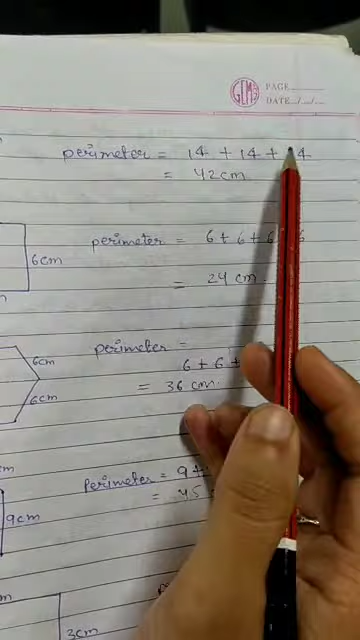 GEMS PAGE
DATE / /
perimeter = 14 + 14 + 14
= 42cm
perimeter = 6 + 6 + 6
6cm
= 24 cm.
perimeter =
6cm
6 + 6 +
6cm
= 36 cm.
cm
perimeter = 9 +
9cm
= 45
3cm